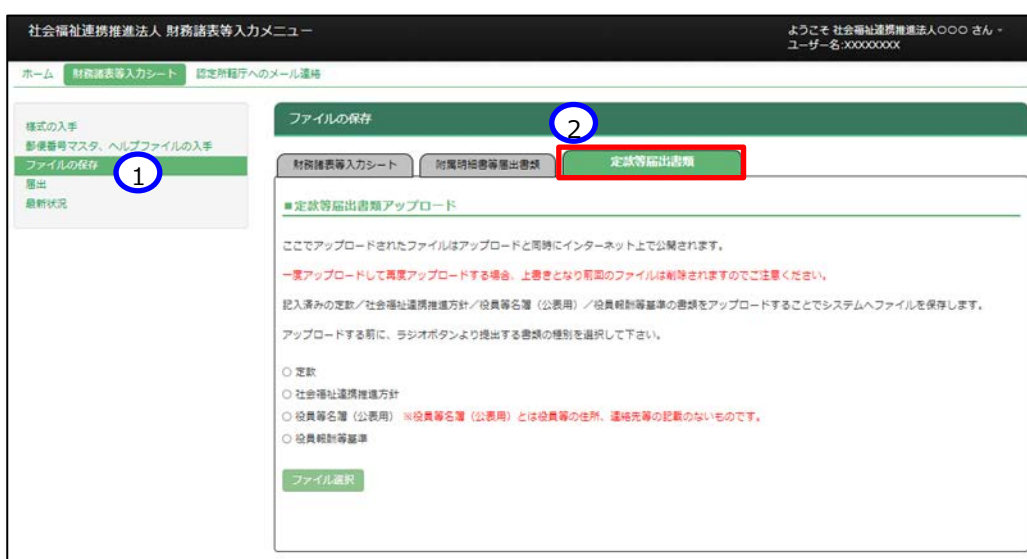 社会福祉連携推進法人 財務諸表等入力メニュー
ようこそ 社会福祉連携推進法人〇〇〇 さん
ユーザー名:XXXXXXXX
ホーム 財務諸表等入力シート 認定所轄庁へのメール連絡
様式の入手
郵便番号マスタ、ヘルプファイルの入手
ファイルの保存
届出
最新状況
1
ファイルの保存
2
財務諸表等入力シート 附属明細書等届出書類 定款等届出書類
■定款等届出書類アップロード
ここでアップロードされたファイルはアップロードと同時にインターネット上で公開されます。
一度アップロードして再度アップロードする場合、上書きとなり前回のファイルは削除されますのでご注意ください。
記入済みの定款／社会福祉連携推進方針／役員等名簿（公表用）／役員報酬等基準の書類をアップロードすることでシステムへファイルを保存します。
アップロードする前に、ラジオボタンより提出する書類の種別を選択して下さい。
○ 定款
○ 社会福祉連携推進方針
○ 役員等名簿（公表用） ※役員等名簿（公表用）とは役員等の住所、連絡先等の記載のないものです。
○ 役員報酬等基準
ファイル選択